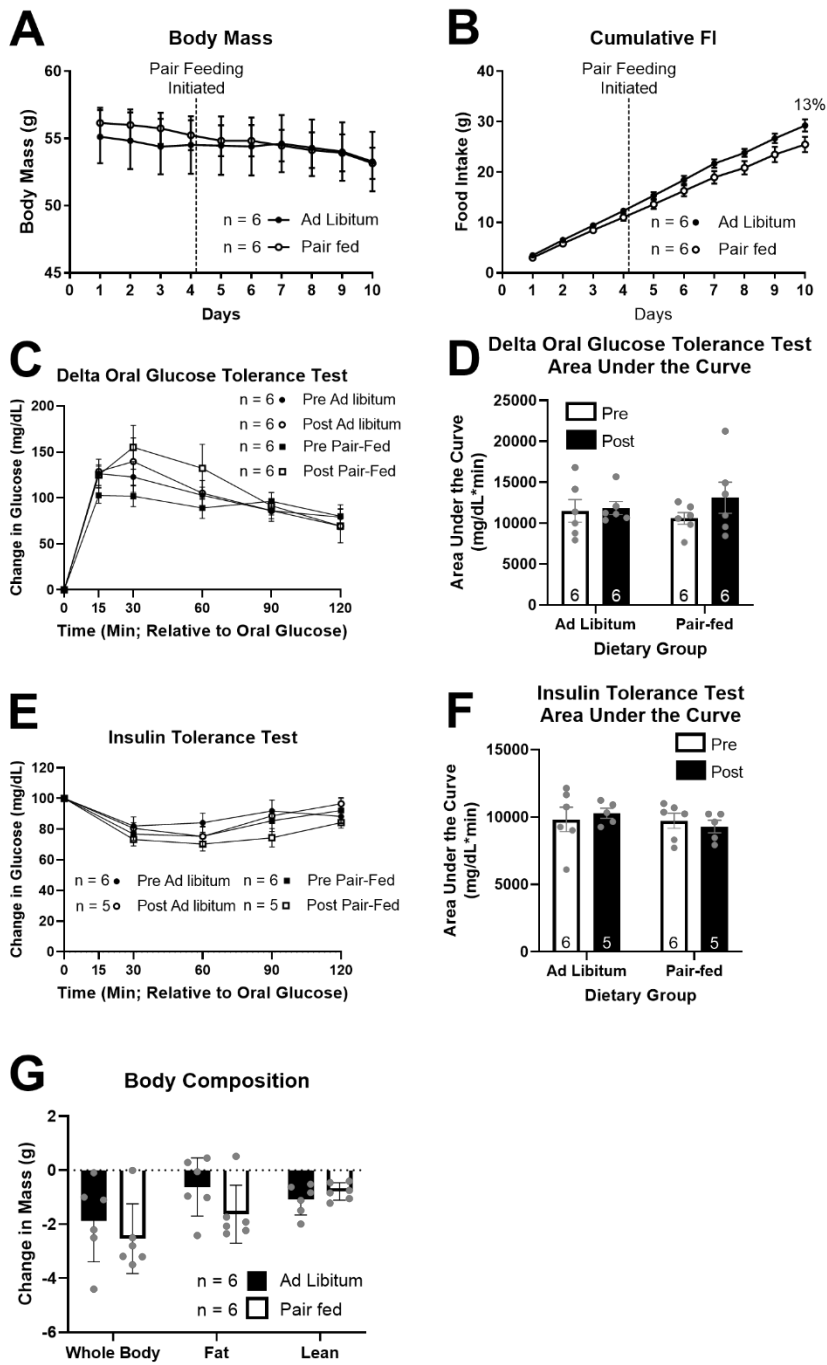 A
Body Mass
Pair Feeding
Initiated
60
55
50
45
Body Mass (g)
n = 6 Ad Libitum
n = 6 Pair fed
0 1 2 3 4 5 6 7 8 9 10
Days
B
Cumulative FI
Pair Feeding
Initiated
13%
40
30
20
10
0
Food Intake (g)
n = 6 Ad Libitum
n = 6 Pair fed
0 1 2 3 4 5 6 7 8 9 10
Days
C
Delta Oral Glucose Tolerance Test
n = 6 Pre Ad libitum
n = 6 Post Ad libitum
n = 6 Pre Pair-Fed
n = 6 Post Pair-Fed
200
150
100
50
0
Change in Glucose (mg/dL)
0 15 30 60 90 120
Time (Min; Relative to Oral Glucose)
D
Delta Oral Glucose Tolerance Test
Area Under the Curve
Pre
Post
25000
20000
15000
10000
5000
0
Area Under the Curve
(mg/dL*min)
6 6 6 6
Ad Libitum Pair-fed
Dietary Group
E
Insulin Tolerance Test
120
100
80
60
40
20
0
Change in Glucose (mg/dL)
n = 6 Pre Ad libitum n = 6 Pre Pair-Fed
n = 5 Post Ad libitum n = 5 Post Pair-Fed
0 15 30 60 90 120
Time (Min; Relative to Oral Glucose)
F
Insulin Tolerance Test
Area Under the Curve
Pre
Post
15000
10000
5000
0
Area Under the Curve
(mg/dL*min)
6 5 6 5
Ad Libitum Pair-fed
Dietary Group
G
Body Composition
2
0
-2
-4
-6
Change in Mass (g)
n = 6 Ad Libitum
n = 6 Pair fed
Whole Body Fat Lean